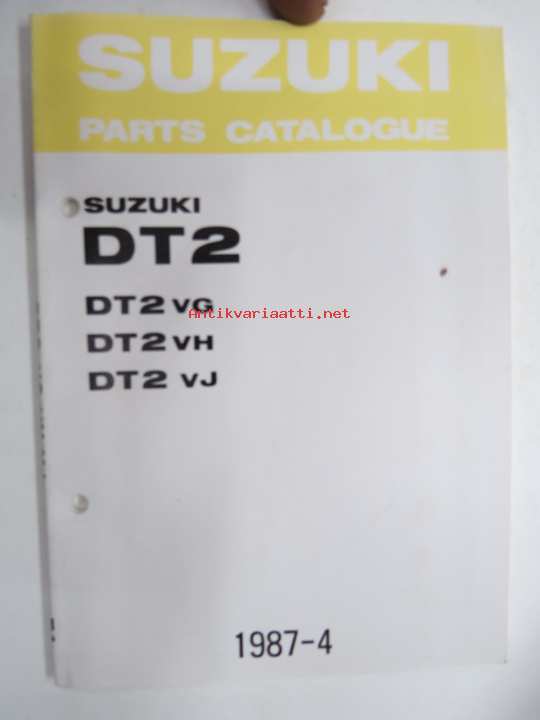 SUZUKI
PARTS CATALOGUE
SUZUKI
DT2
DT2 VG
Antikvariaatti.net
DT2 VH
DT2 VJ
1987-4